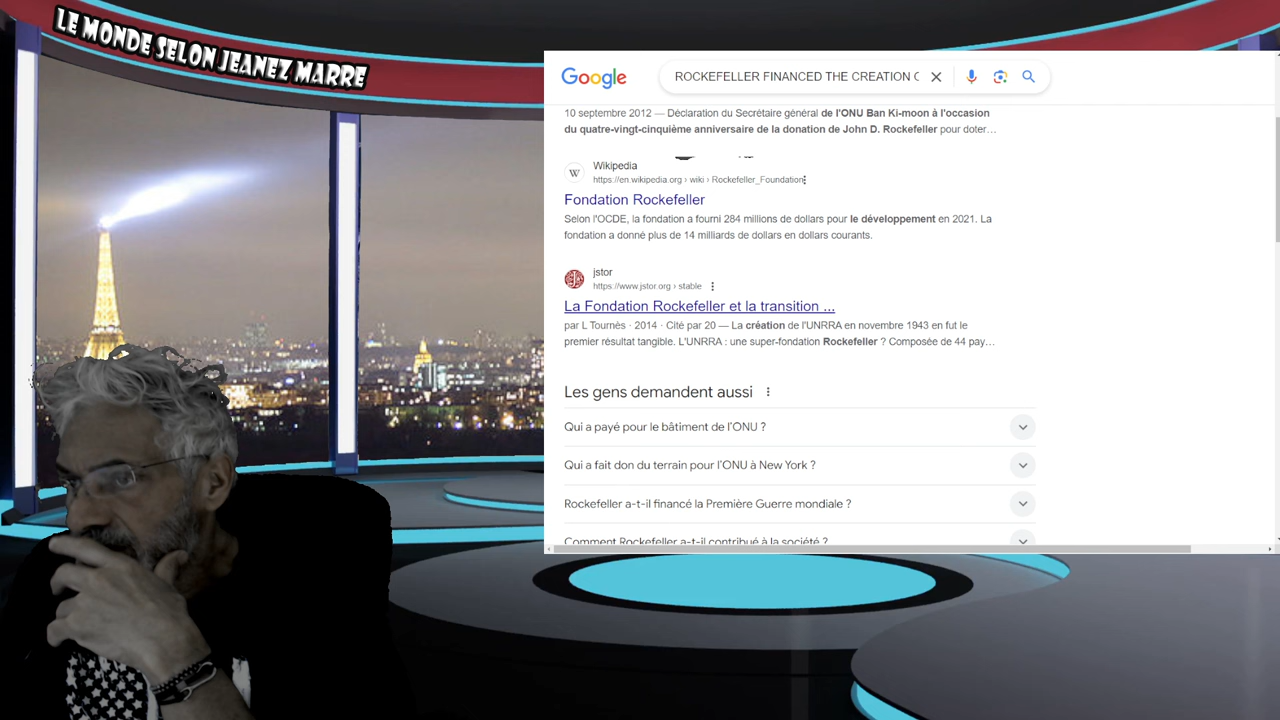 LE MONDE SELON JEANEZ MARRE
Google
ROCKEFELLER FINANCED THE CREATION
10 septembre 2012 — Déclaration du Secrétaire général de l'ONU Ban Ki-moon à l'occasion
du quatre-vingt-cinquième anniversaire de la donation de John D. Rockefeller pour doter…
W
Wikipedia
https://en.wikipedia.org › wiki › Rockefeller_Foundation
Fondation Rockefeller
Selon l'OCDE, la fondation a fourni 284 millions de dollars pour le développement en 2021. La
fondation a donné plus de 14 milliards de dollars en dollars courants.
jstor
https://www.jstor.org › stable
La Fondation Rockefeller et la transition ...
par L Tournès · 2014 · Cité par 20 — La création de l'UNRRA en novembre 1943 en fut le
premier résultat tangible. L'UNRRA : une super-fondation Rockefeller ? Composée de 44 pay…
Les gens demandent aussi
Qui a payé pour le bâtiment de l'ONU ?
Qui a fait don du terrain pour l'ONU à New York ?
Rockefeller a-t-il financé la Première Guerre mondiale ?
Comment Rockefeller a-t-il contribué à la société ?